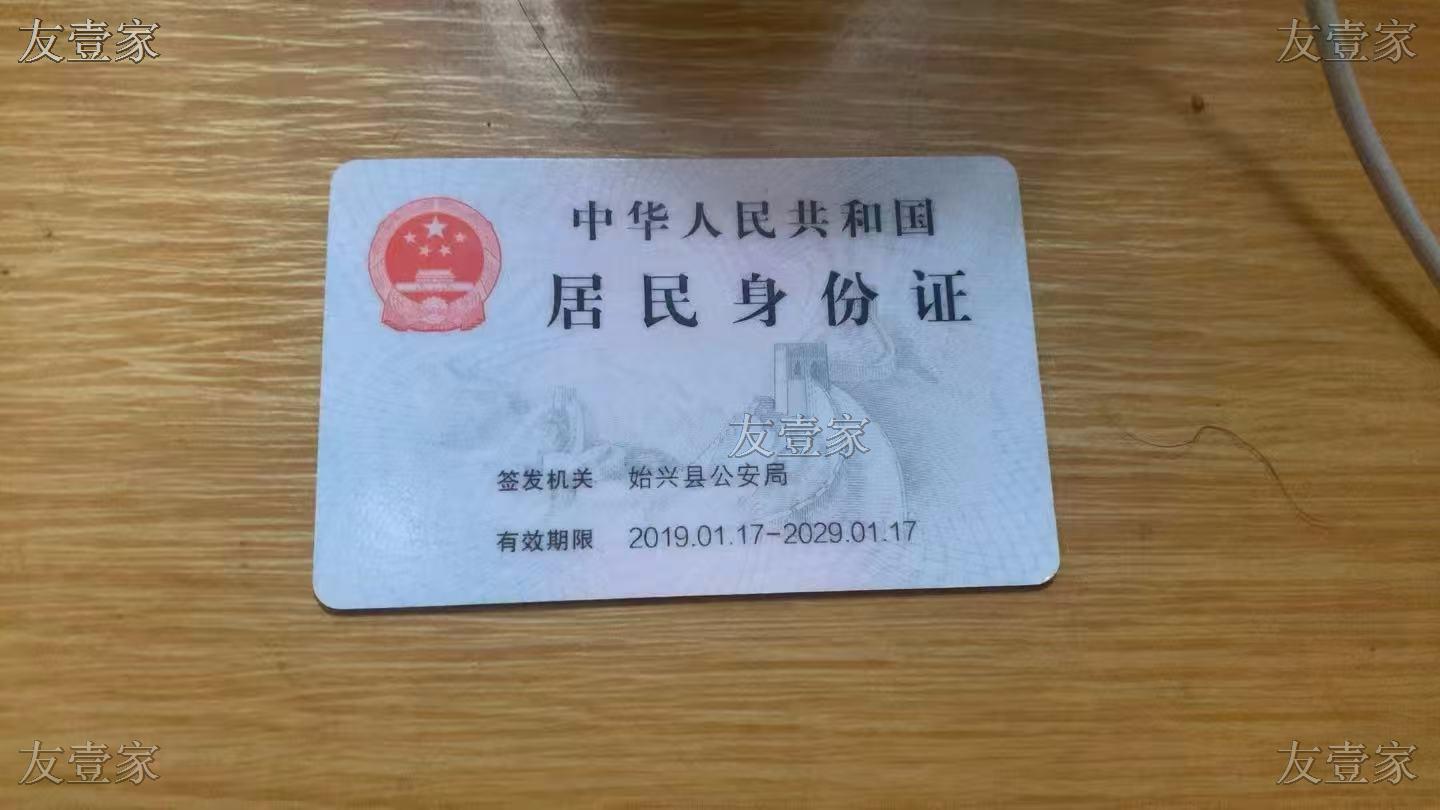 友壹家
友壹家
中华人民共和国
居民身份证
友壹家
签发机关 始兴县公安局
有效期限 2019.01.17-2029.01.17
友壹家
友壹家